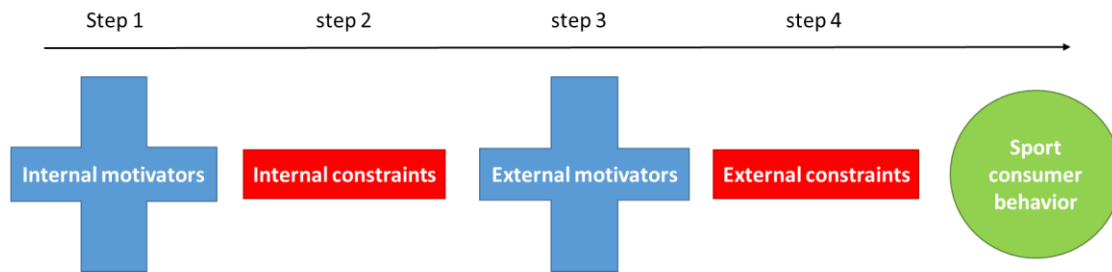 Step 1
step 2
step 3
step 4
Internal motivators
Internal constraints
External motivators
External constraints
Sport
consumer
behavior